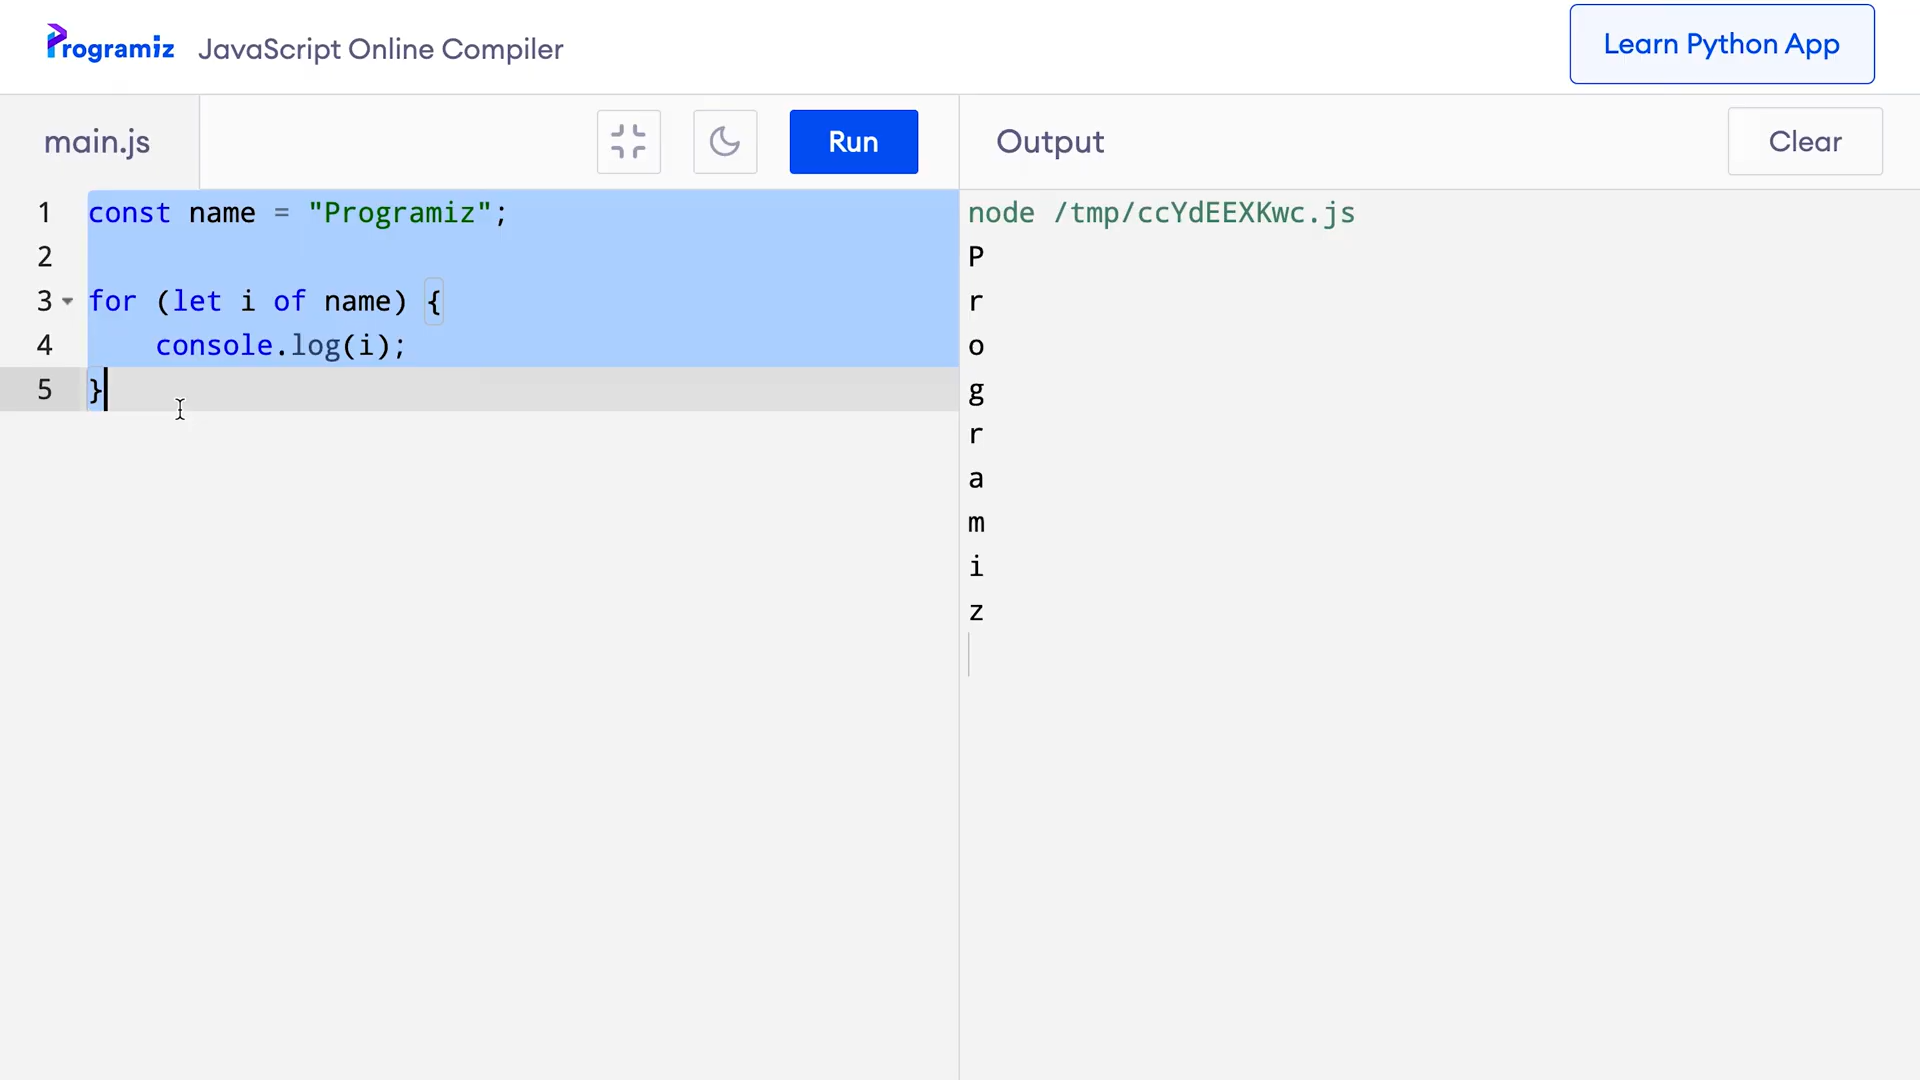 Programiz JavaScript Online Compiler
Learn Python App
main.js
Run
1 const name = "Programiz";
2
3 for (let i of name) {
4     console.log(i);
5 }
Output
Clear
node /tmp/ccYdEEXKwc.js
P
r
o
g
r
a
m
i
z